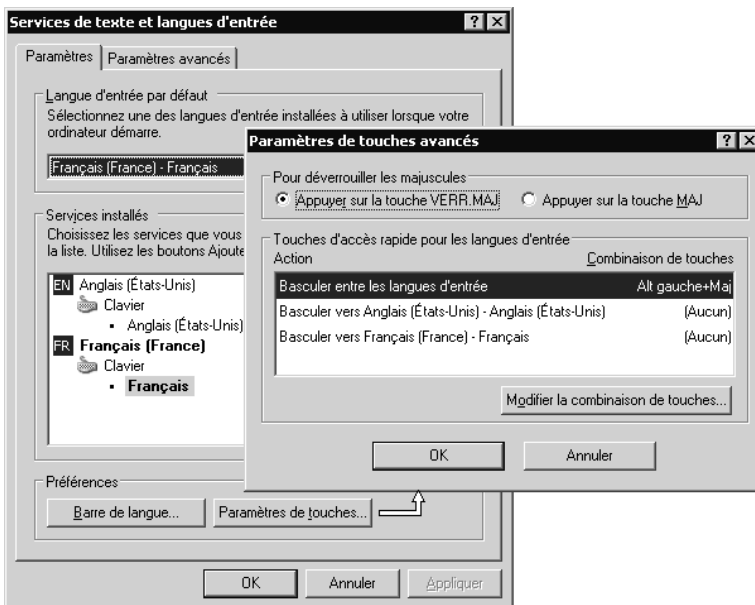 Services de texte et langues d'entrée
Paramètres
Paramètres avancés
Langue d'entrée par défaut
Sélectionnez une des langues d'entrée installées à utiliser lorsque votre
ordinateur démarre.
Français (France) - Français
Services installés
Choisissez les services que vous
la liste. Utilisez les boutons Ajoute
EN Anglais (États-Unis)
Clavier
Anglais (États-Unis)
FR Français (France)
Clavier
Français
Préférences
Barre de langue...
Paramètres de touches...
OK
Annuler
Appliquer
Paramètres de touches avancés
Pour déverrouiller les majuscules
Appuyer sur la touche VERR.MAJ
Appuyer sur la touche MAJ
Touches d'accès rapide pour les langues d'entrée
Action
Combinaison de touches
Basculer entre les langues d'entrée
Alt gauche+Maj
Basculer vers Anglais (États-Unis) - Anglais (États-Unis)
(Aucun)
Basculer vers Français (France) - Français
(Aucun)
Modifier la combinaison de touches...
OK
Annuler